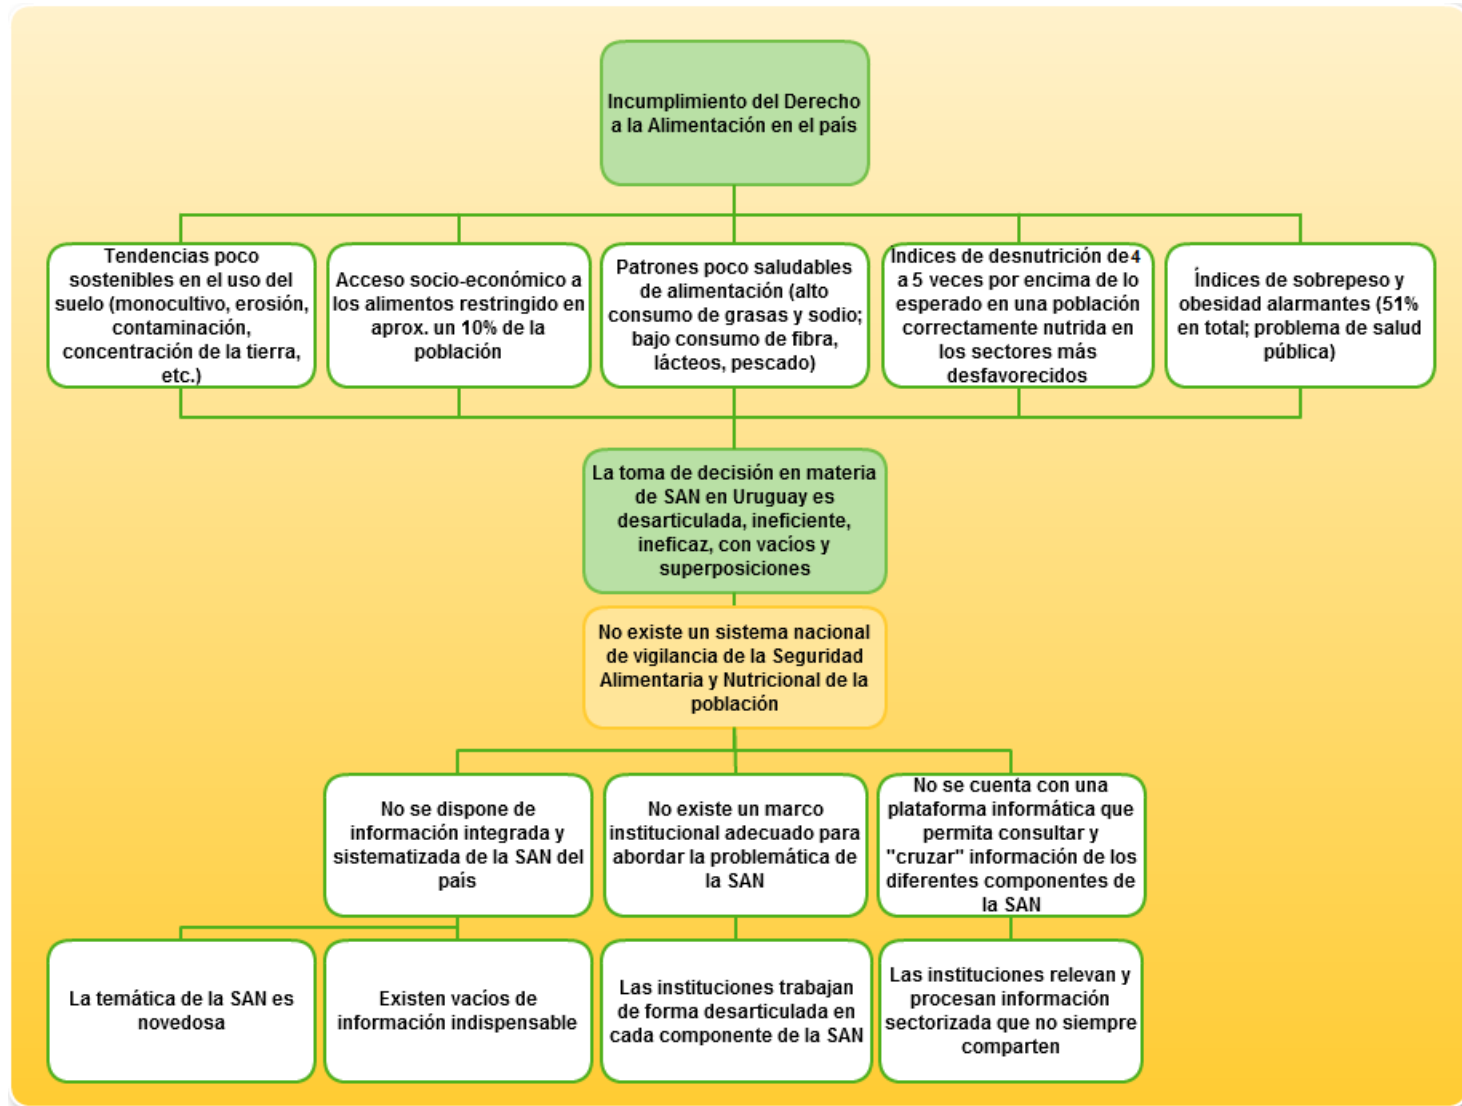 Incumplimiento del Derecho
a la Alimentación en el país
Tendencias poco
sostenibles en el uso del
suelo (monocultivo, erosión,
contaminación,
concentración de la tierra,
etc.)
Acceso socio-económico a
los alimentos restringido en
aprox. un 10% de la
población
Patrones poco saludables
de alimentación (alto
consumo de grasas y sodio;
bajo consumo de fibra,
lácteos, pescado)
Índices de desnutrición de 4
a 5 veces por encima de lo
esperado en una población
correctamente nutrida en
los sectores más
desfavorecidos
Índices de sobrepeso y
obesidad alarmantes (51%
en total; problema de salud
pública)
La toma de decisión en materia
de SAN en Uruguay es
desarticulada, ineficiente,
ineficaz, con vacíos y
superposiciones
No existe un sistema nacional
de vigilancia de la Seguridad
Alimentaria y Nutricional de la
población
No se dispone de
información integrada y
sistematizada de la SAN del
país
No existe un marco
institucional adecuado para
abordar la problemática de
la SAN
No se cuenta con una
plataforma informática que
permita consultar y
"cruzar" información de los
diferentes componentes de
la SAN
La temática de la SAN es
novedosa
Existen vacíos de
información indispensable
Las instituciones trabajan
de forma desarticulada en
cada componente de la SAN
Las instituciones relevan y
procesan información
sectorizada que no siempre
comparten